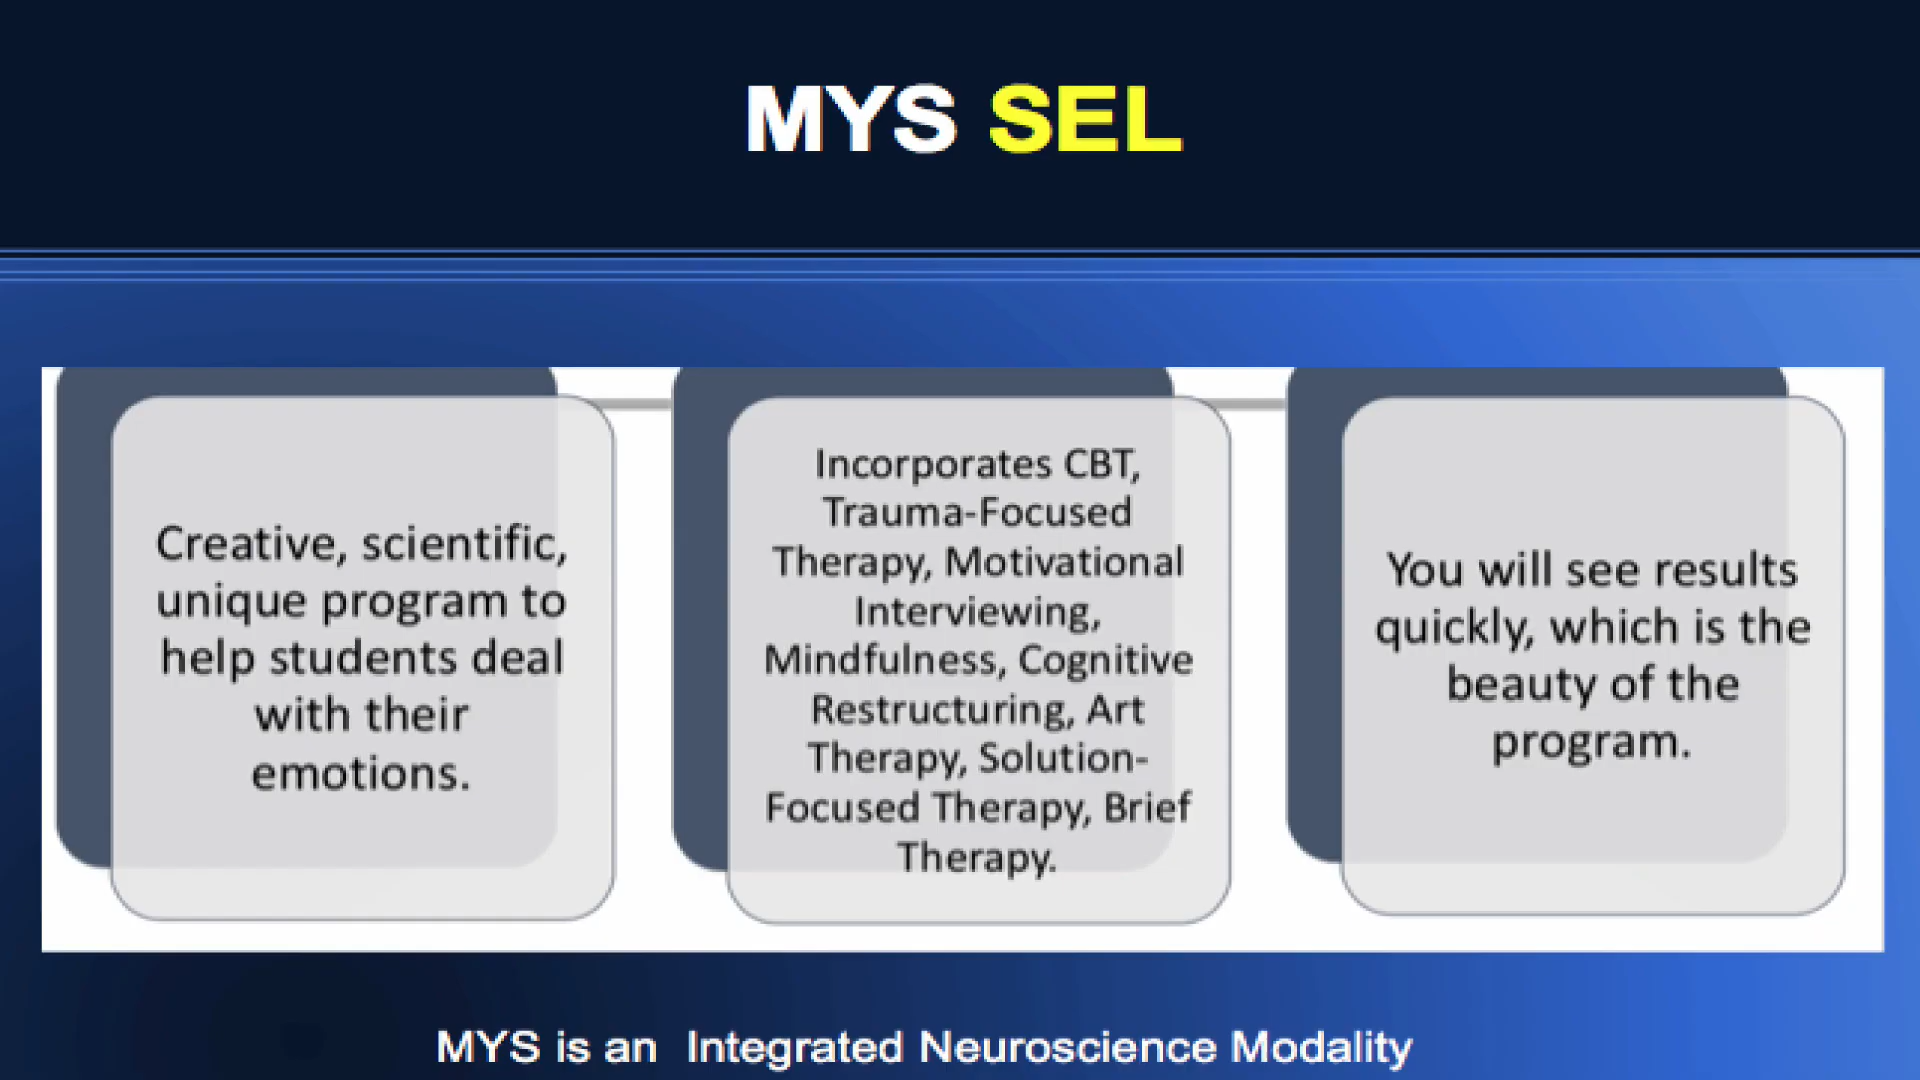 MYS SEL
Creative, scientific,
unique program to
help students deal
with their
emotions.
Incorporates CBT,
Trauma-Focused
Therapy, Motivational
Interviewing,
Mindfulness, Cognitive
Restructuring, Art
Therapy, Solution-
Focused Therapy, Brief
Therapy.
You will see results
quickly, which is the
beauty of the
program.
MYS is an  Integrated Neuroscience Modality